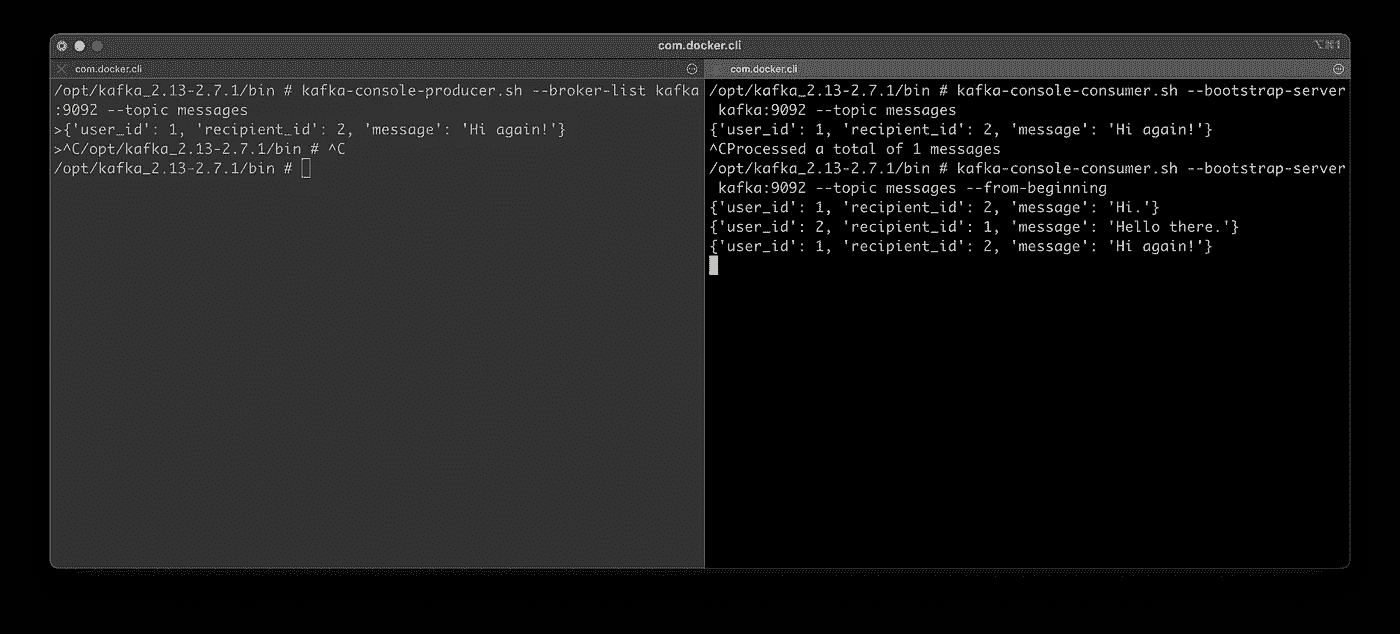 com.docker.cli
⌥⌘1
com.docker.cli
/opt/kafka_2.13-2.7.1/bin # kafka-console-producer.sh --broker-list kafka
:9092 --topic messages
>{'user_id': 1, 'recipient_id': 2, 'message': 'Hi again!'}
>^C/opt/kafka_2.13-2.7.1/bin # ^C
/opt/kafka_2.13-2.7.1/bin #
com.docker.cli
/opt/kafka_2.13-2.7.1/bin # kafka-console-consumer.sh --bootstrap-server
kafka:9092 --topic messages
{'user_id': 1, 'recipient_id': 2, 'message': 'Hi again!'}
^CProcessed a total of 1 messages
/opt/kafka_2.13-2.7.1/bin # kafka-console-consumer.sh --bootstrap-server
kafka:9092 --topic messages --from-beginning
{'user_id': 1, 'recipient_id': 2, 'message': 'Hi.'}
{'user_id': 2, 'recipient_id': 1, 'message': 'Hello there.'}
{'user_id': 1, 'recipient_id': 2, 'message': 'Hi again!'}